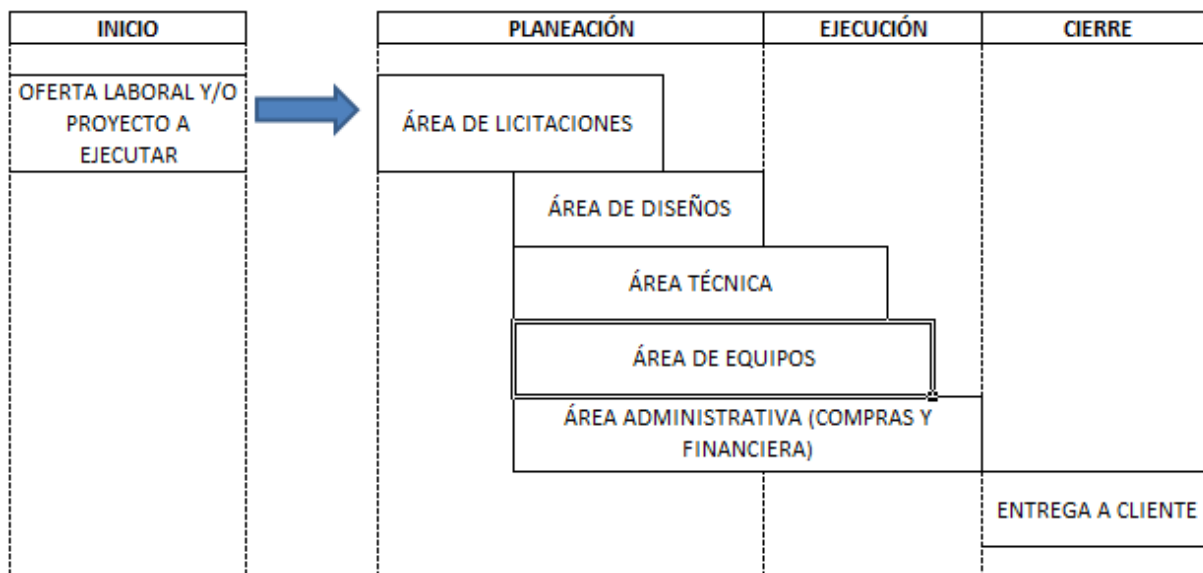 INICIO
PLANEACIÓN
EJECUCIÓN
CIERRE
OFERTA LABORAL Y/O
PROYECTO A
EJECUTAR
ÁREA DE LICITACIONES
ÁREA DE DISEÑOS
ÁREA TÉCNICA
ÁREA DE EQUIPOS
ÁREA ADMINISTRATIVA (COMPRAS Y
FINANCIERA)
ENTREGA A CLIENTE